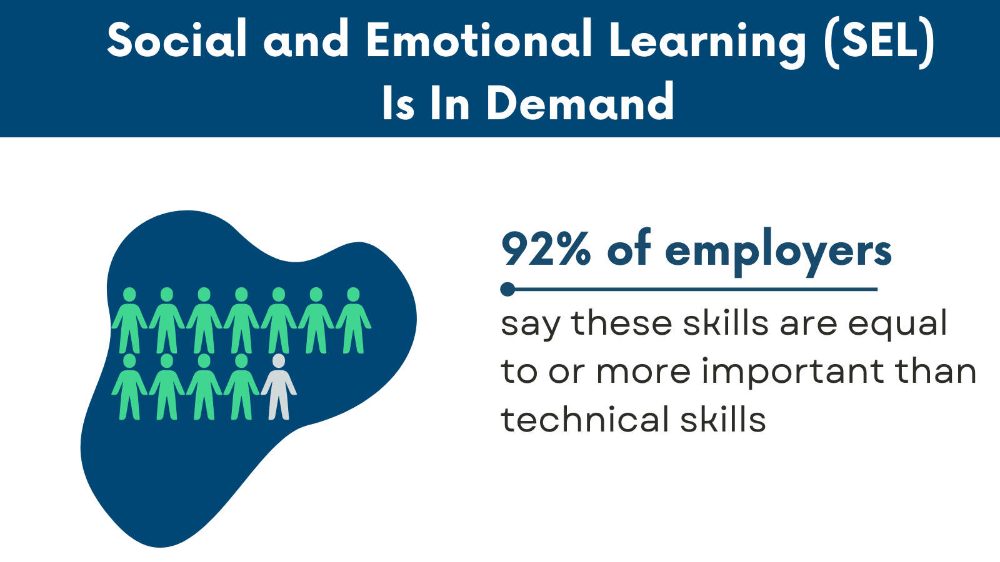 Social and Emotional Learning (SEL)
Is In Demand
92% of employers
say these skills are equal
to or more important than
technical skills